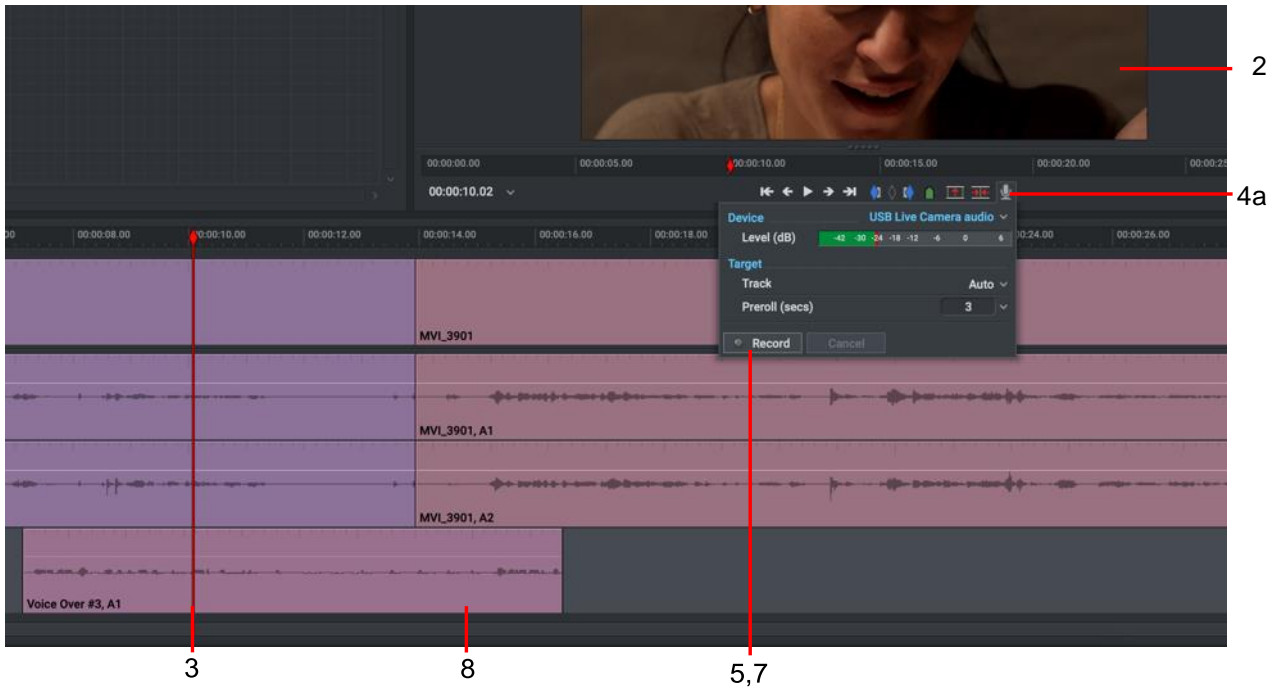 2
00:00:00.00 00:00:05.00 00:00:10.00 00:00:15.00 00:00:20.00 00:00:25
00:00:10.02
4a
Device USB Live Camera audio
Level (dB) -42 -30 -24 -18 -12 -6 0 6
00 00:00:08.00 00:00:10.00 00:00:12.00 00:00:14.00 00:00:16.00 00:00:18.00 00:24.00 00:00:26.00
Target
Track Auto
Preroll (secs) 3
MVI_3901
Record Cancel
MVI_3901, A1
MVI_3901, A2
Voice Over #3, A1
3 8 5,7